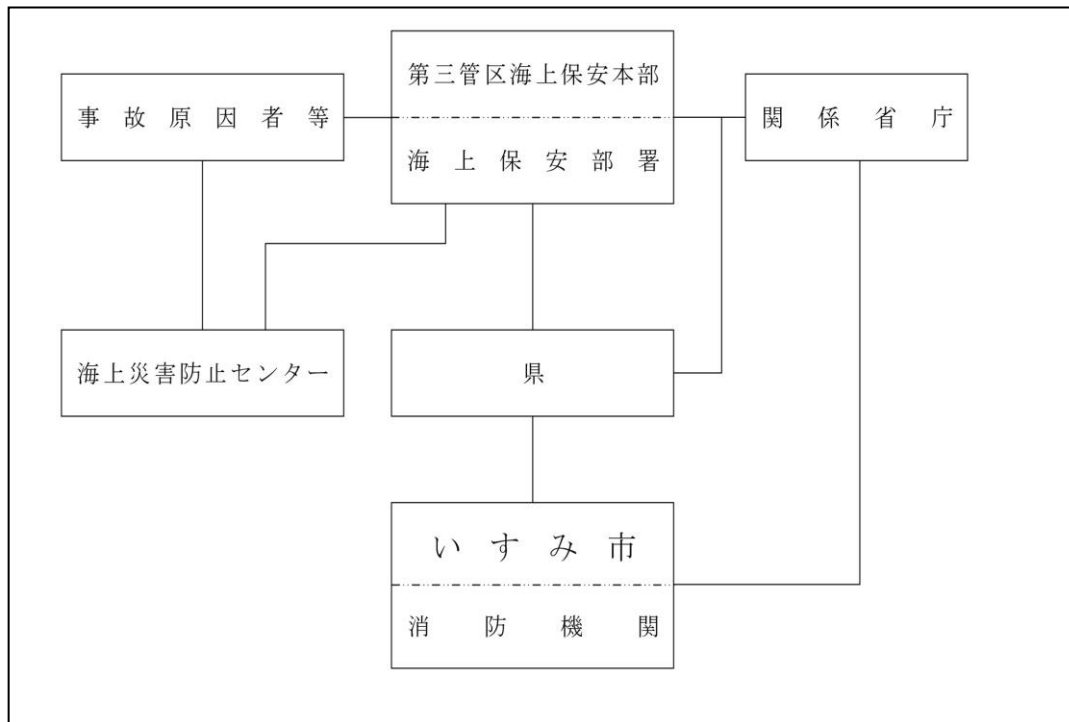 第三管区海上保安本部
事故原因者等
関係省庁
海上保安部署
海上災害防止センター
県
いすみ市
消防機関